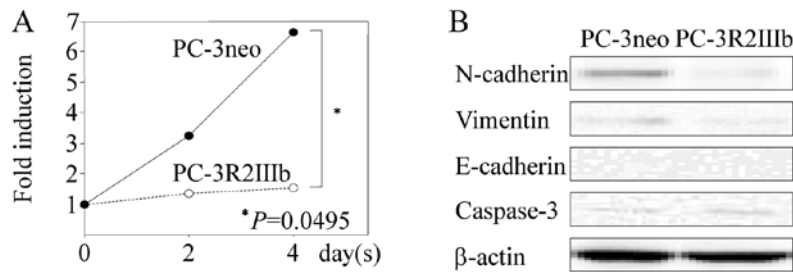 A
7
6
5
4
3
2
1
Fold induction
PC-3neo
*
PC-3R2IIIb
*P=0.0495
0
2
4
day(s)
B
PC-3neo PC-3R2IIIb
N-cadherin
Vimentin
E-cadherin
Caspase-3
β-actin